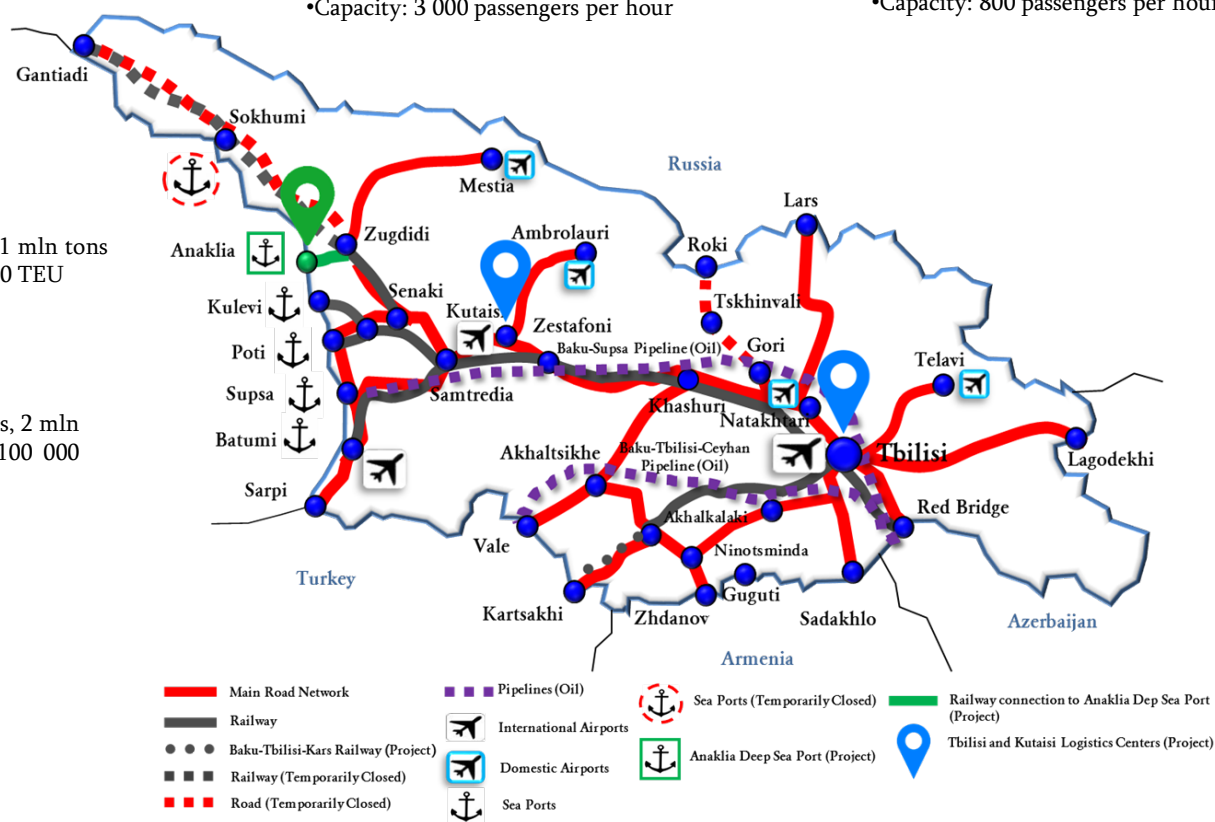 •Capacity: 3 000 passengers per hour
•Capacity: 800 passengers per hour
Gantiadi
Sokhumi
Russia
Mestia
Lars
1 mln tons
0 TEU
Anaklia
Zugdidi
Ambrolauri
Roki
Kulevi
Senaki
Kutaisi
Tskhinvali
Zestafoni
Poti
Baku-Supsa Pipeline (Oil)
Gori
Telavi
Supsa
Samtredia
Khashuri
Natakhtari
s, 2 mln
100 000
Batumi
Akhaltsikhe
Baku-Tbilisi-Ceyhan
Pipeline (Oil)
Tbilisi
Lagodekhi
Sarpi
Red Bridge
Akhalkalaki
Vale
Ninotsminda
Turkey
Guguti
Kartsakhi
Zhdanov
Sadakhlo
Azerbaijan
Armenia
Main Road Network
Railway
Baku-Tbilisi-Kars Railway (Project)
Railway (Temporarily Closed)
Road (Temporarily Closed)
Pipelines (Oil)
International Airports
Domestic Airports
Sea Ports
Sea Ports (Temporarily Closed)
Anaklia Deep Sea Port (Project)
Railway connection to Anaklia Dep Sea Port
(Project)
Tbilisi and Kutaisi Logistics Centers (Project)